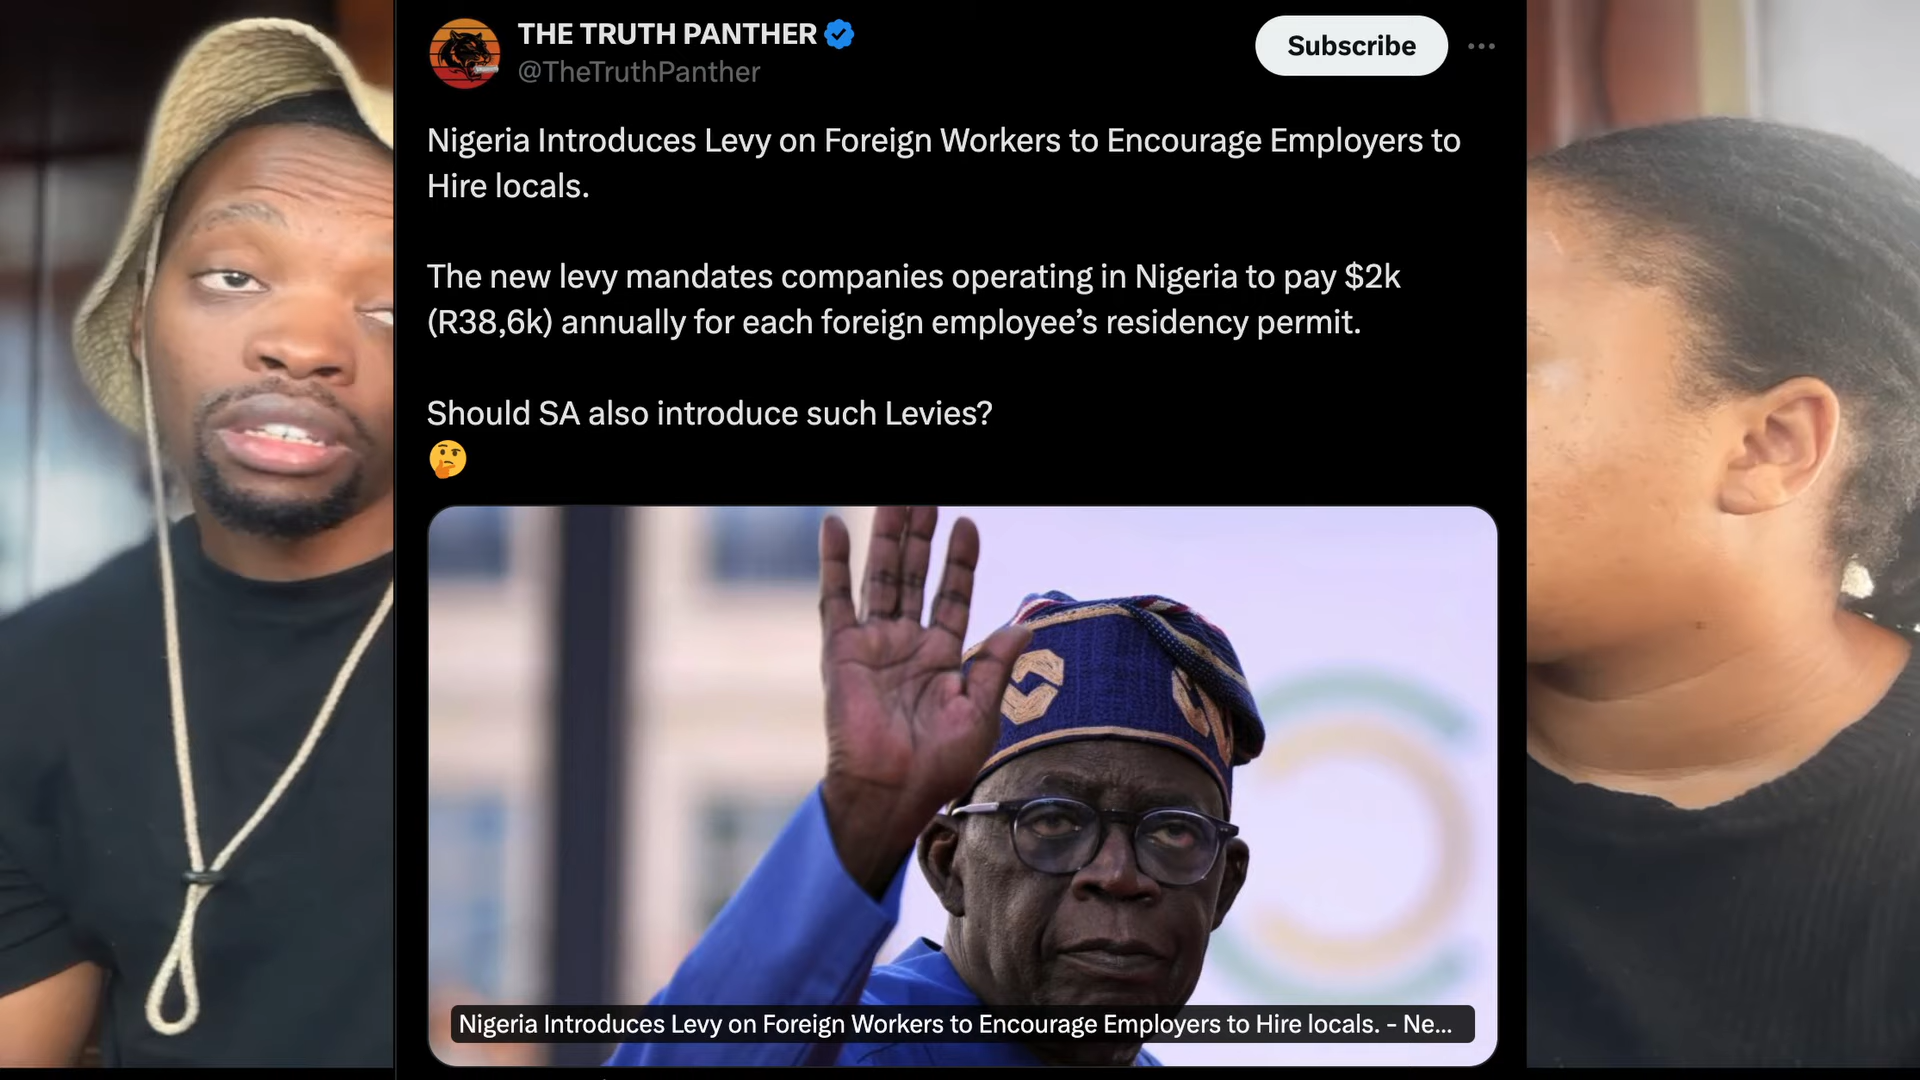 THE TRUTH PANTHER
@TheTruthPanther
Subscribe
Nigeria Introduces Levy on Foreign Workers to Encourage Employers to
Hire locals.
The new levy mandates companies operating in Nigeria to pay $2k
(R38,6k) annually for each foreign employee’s residency permit.
Should SA also introduce such Levies?
🤔
Nigeria Introduces Levy on Foreign Workers to Encourage Employers to Hire locals. - Ne...